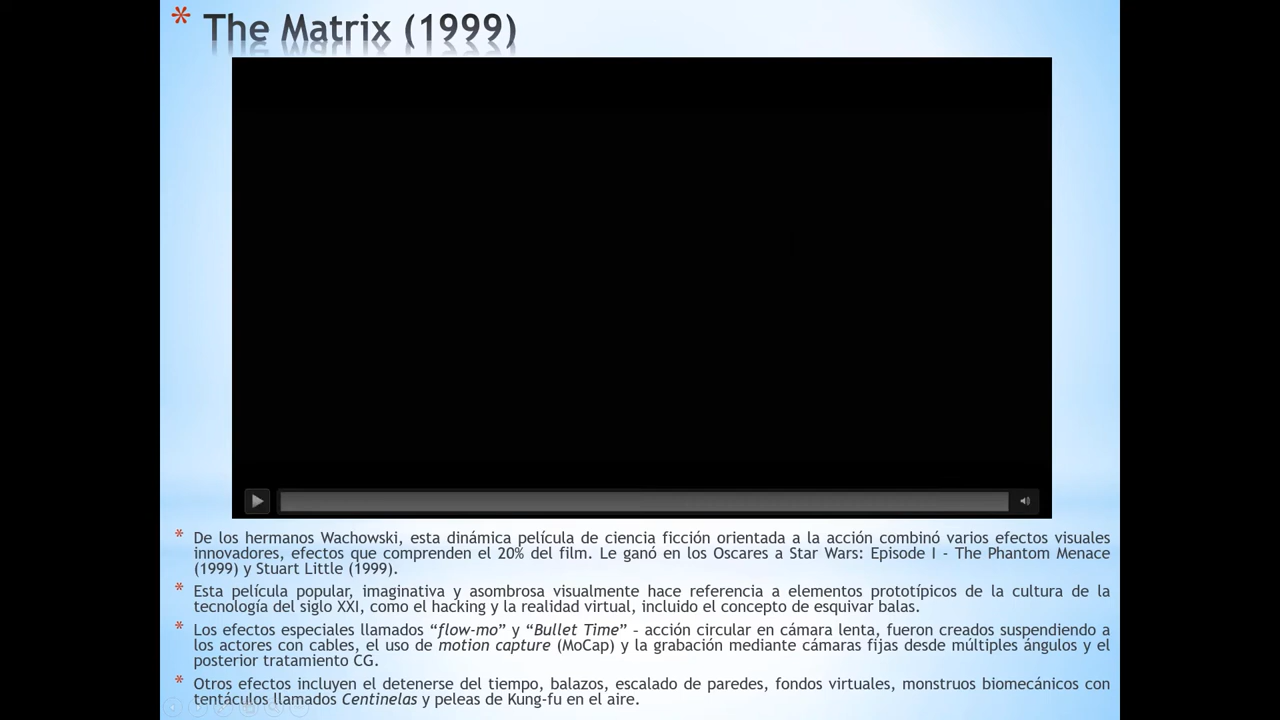 * The Matrix (1999)
* De los hermanos Wachowski, esta dinámica película de ciencia ficción orientada a la acción combinó varios efectos visuales
innovadores, efectos que comprenden el 20% del film. Le ganó en los Oscares a Star Wars: Episode I - The Phantom Menace
(1999) y Stuart Little (1999).
* Esta película popular, imaginativa y asombrosa visualmente hace referencia a elementos prototípicos de la cultura de la
tecnología del siglo XXI, como el hacking y la realidad virtual, incluido el concepto de esquivar balas.
* Los efectos especiales llamados “flow-mo” y “Bullet Time” – acción circular en cámara lenta, fueron creados suspendiendo a
los actores con cables, el uso de motion capture (MoCap) y la grabación mediante cámaras fijas desde múltiples ángulos y el
posterior tratamiento CG.
* Otros efectos incluyen el detenerse del tiempo, balazos, escalado de paredes, fondos virtuales, monstruos biomecánicos con
tentáculos llamados Centinelas y peleas de Kung-fu en el aire.